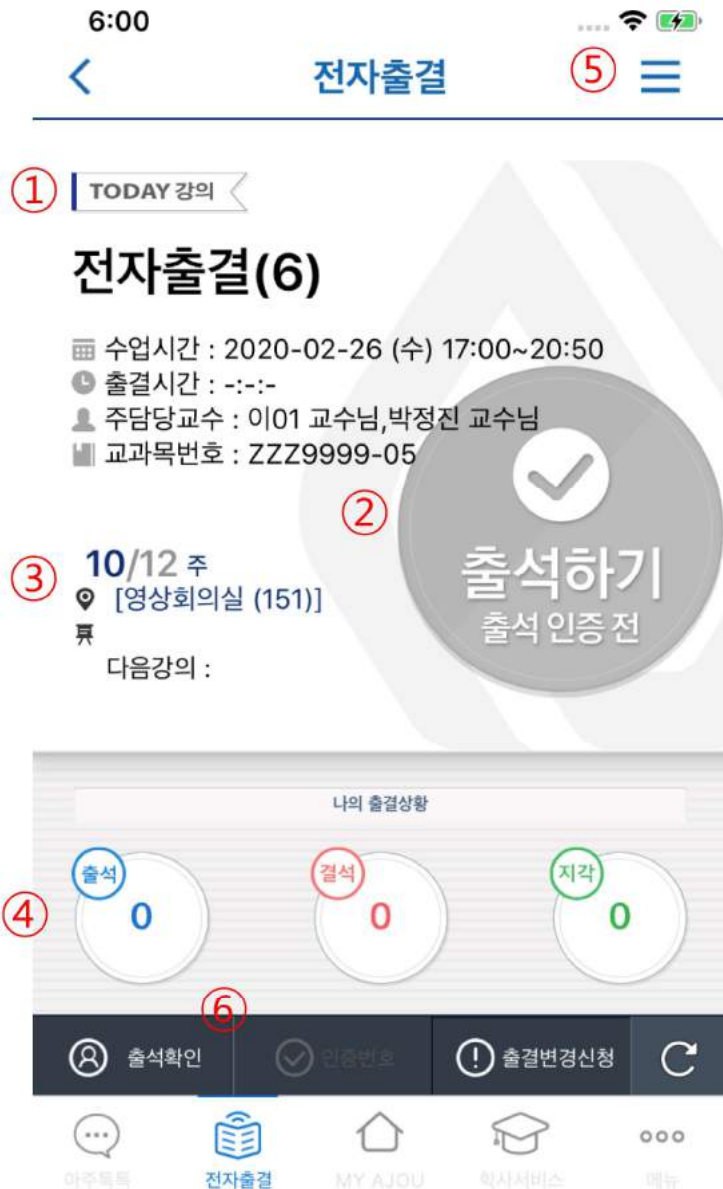 6:00
전자출결
⑤
①
TODAY 강의
전자출결(6)
수업시간 : 2020-02-26 (수) 17:00~20:50
출결시간 : -:-:-
주담당교수 : 이01 교수님,박정진 교수님
교과목번호 : ZZZ9999-05
②
출석하기
출석 인증 전
③
10/12 주
[영상회의실 (151)]
다음강의 :
나의 출결상황
④
출석
0
결석
0
지각
0
⑥
출석확인
인증번호
출결변경신청
아주톡톡
전자출결
MY AJOU
학사서비스
메뉴